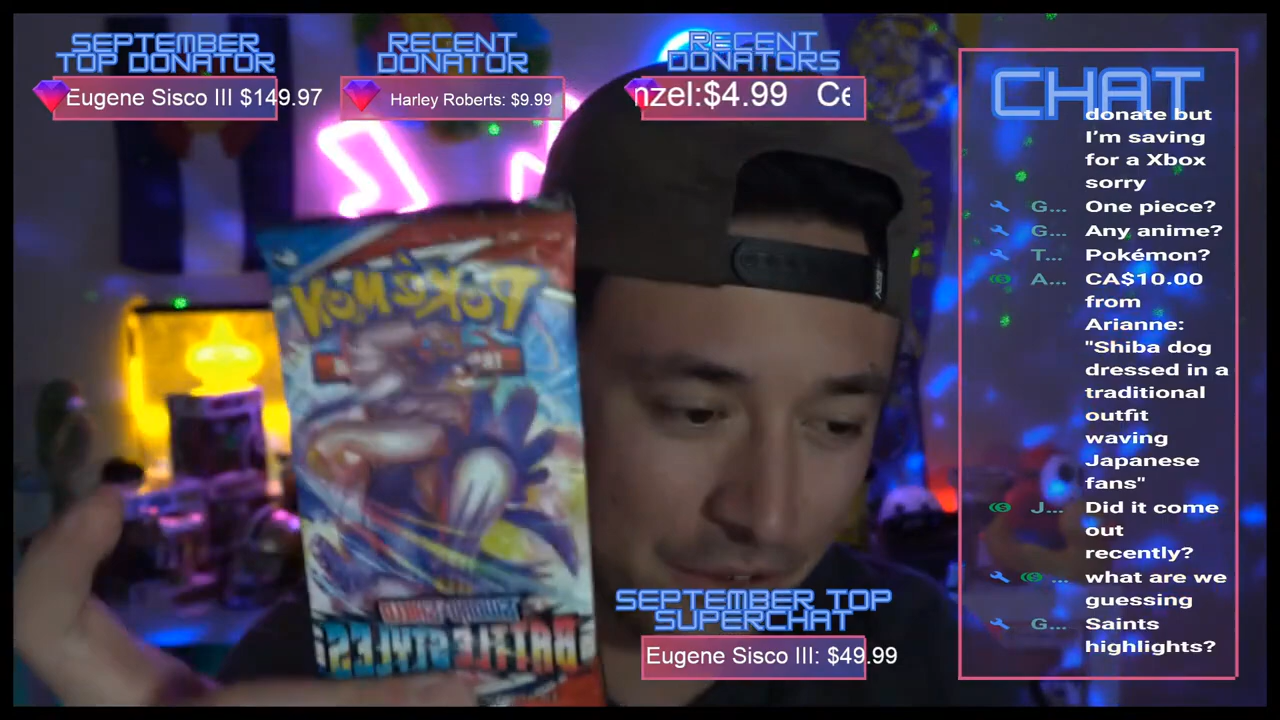 SEPTEMBER
TOP DONATOR
Eugene Sisco III $149.97
RECENT
DONATOR
Harley Roberts: $9.99
RECENT
DONATORS
nzel:$4.99 Ce
CHAT
donate but
I'm saving
for a Xbox
sorry
G... One piece?
G... Any anime?
T... Pokémon?
A... CA$10.00
from
Arianne:
"Shiba dog
dressed in a
traditional
outfit
waving
Japanese
fans"
J... Did it come
out
recently?
... what are we
guessing
G... Saints
highlights?
POKéMON
BATTLE STYLES
SEPTEMBER TOP
SUPERCHAT
Eugene Sisco III: $49.99